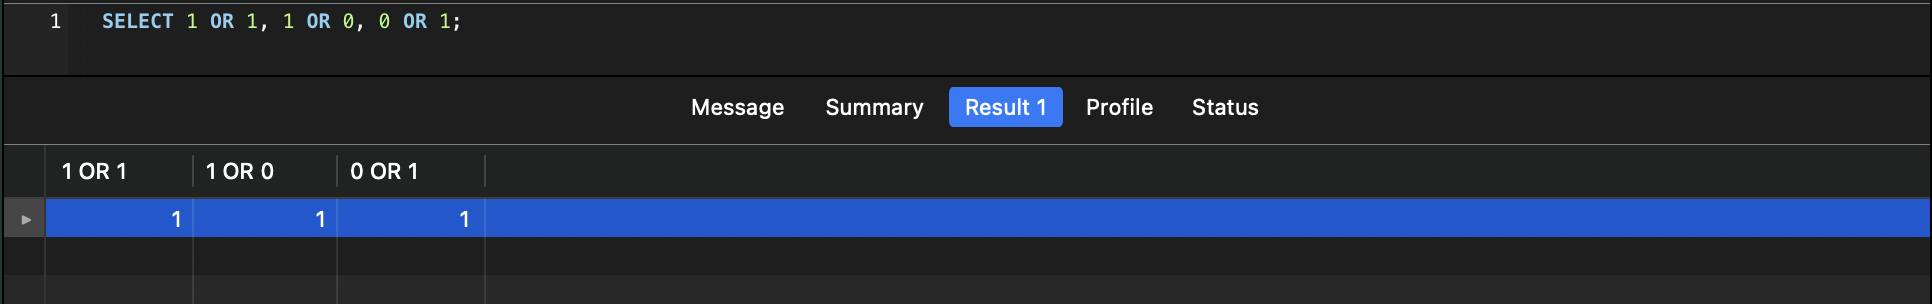 1 SELECT 1 OR 1, 1 OR 0, 0 OR 1;
Message Summary Result 1 Profile Status
1 OR 1 1 OR 0 0 OR 1
1 1 1